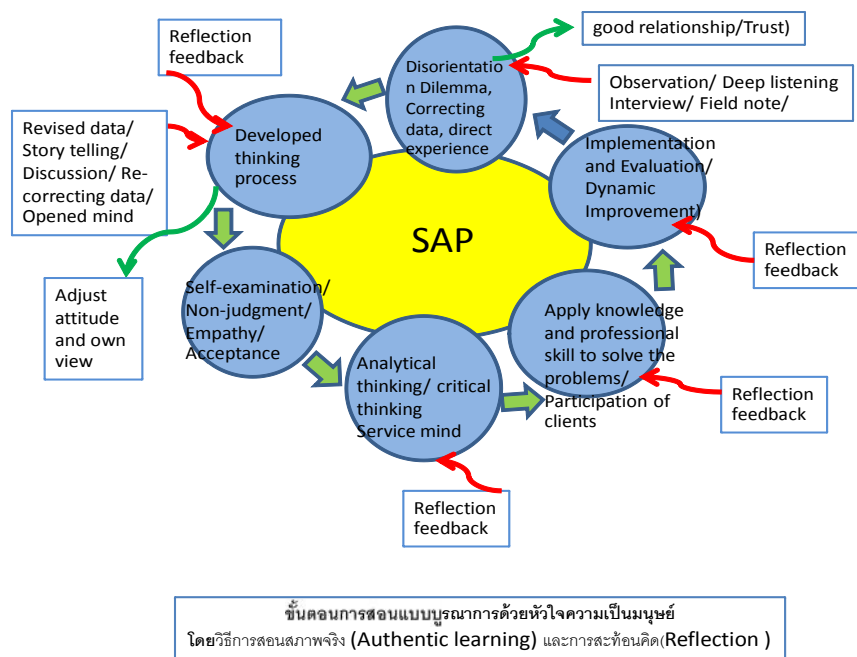 Reflection
feedback
good relationship/Trust)
Disorientatio
n Dilemma,
Correcting
data, direct
experience
Observation/ Deep listening
Interview/ Field note/
Revised data/
Story telling/
Discussion/ Re-
correcting data/
Opened mind
Developed
thinking
process
Implementation
and Evaluation/
Dynamic
Improvement)
SAP
Reflection
feedback
Adjust
attitude
and own
view
Self-examination/
Non-judgment/
Empathy/
Acceptance
Apply knowledge
and professional
skill to solve the
problems/
Participation of
clients
Analytical
thinking/ critical
thinking
Service mind
Reflection
feedback
Reflection
feedback
ขั้นตอนการสอนแบบบูรณาการด้วยหัวใจความเป็นมนุษย์
โดยวิธีการสอนสภาพจริง (Authentic learning) และการสะท้อนคิด(Reflection )